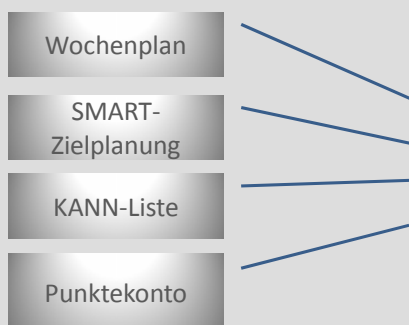 Wochenplan
SMART-
Zielplanung
KANN-Liste
Punktekonto